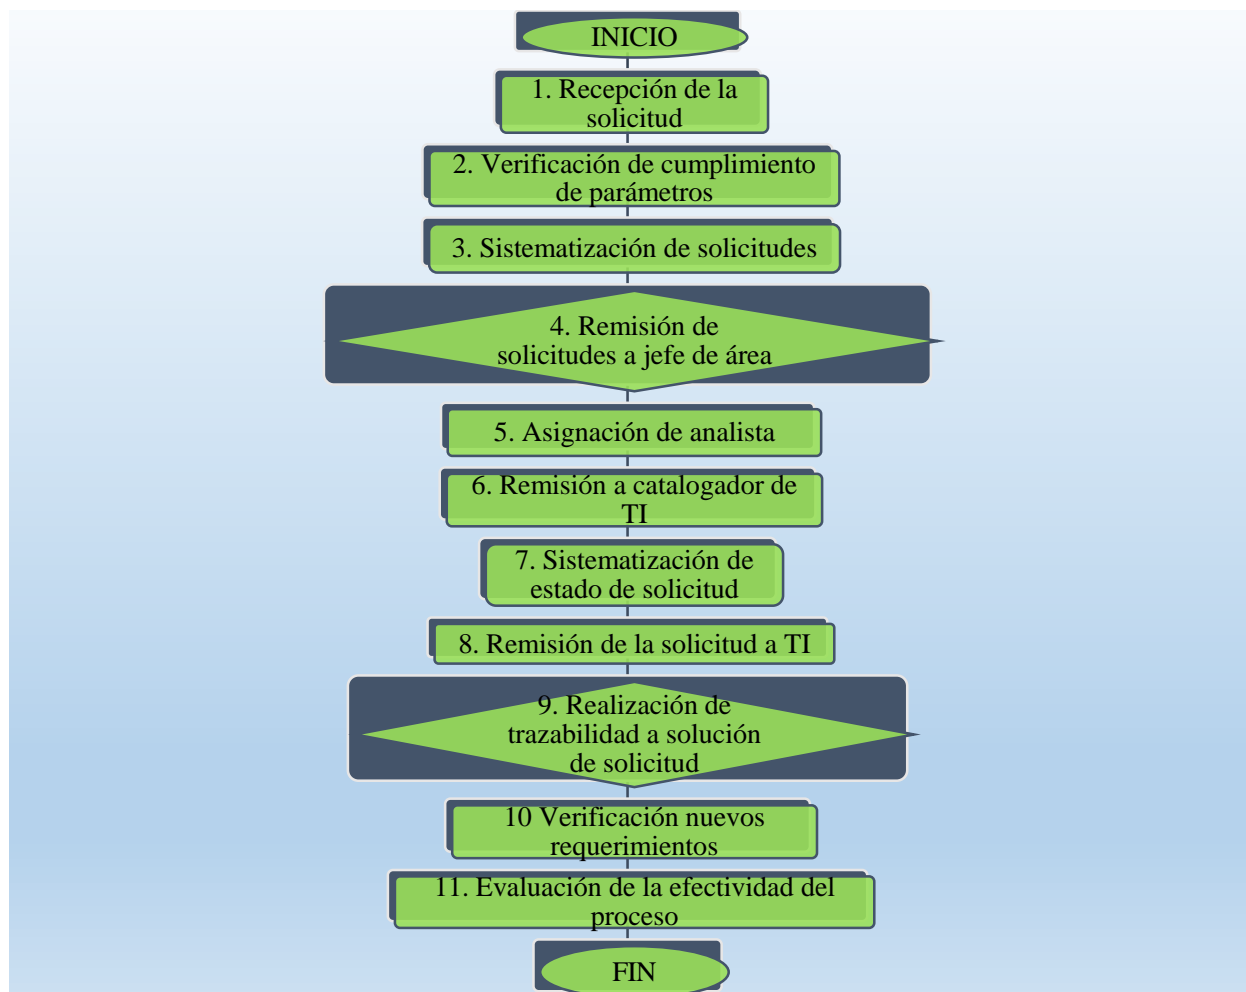 INICIO
1. Recepción de la
solicitud
2. Verificación de cumplimiento
de parámetros
3. Sistematización de solicitudes
4. Remisión de
solicitudes a jefe de área
5. Asignación de analista
6. Remisión a catalogador de
TI
7. Sistematización de
estado de solicitud
8. Remisión de la solicitud a TI
9. Realización de
trazabilidad a solución
de solicitud
10 Verificación nuevos
requerimientos
11. Evaluación de la efectividad del
proceso
FIN